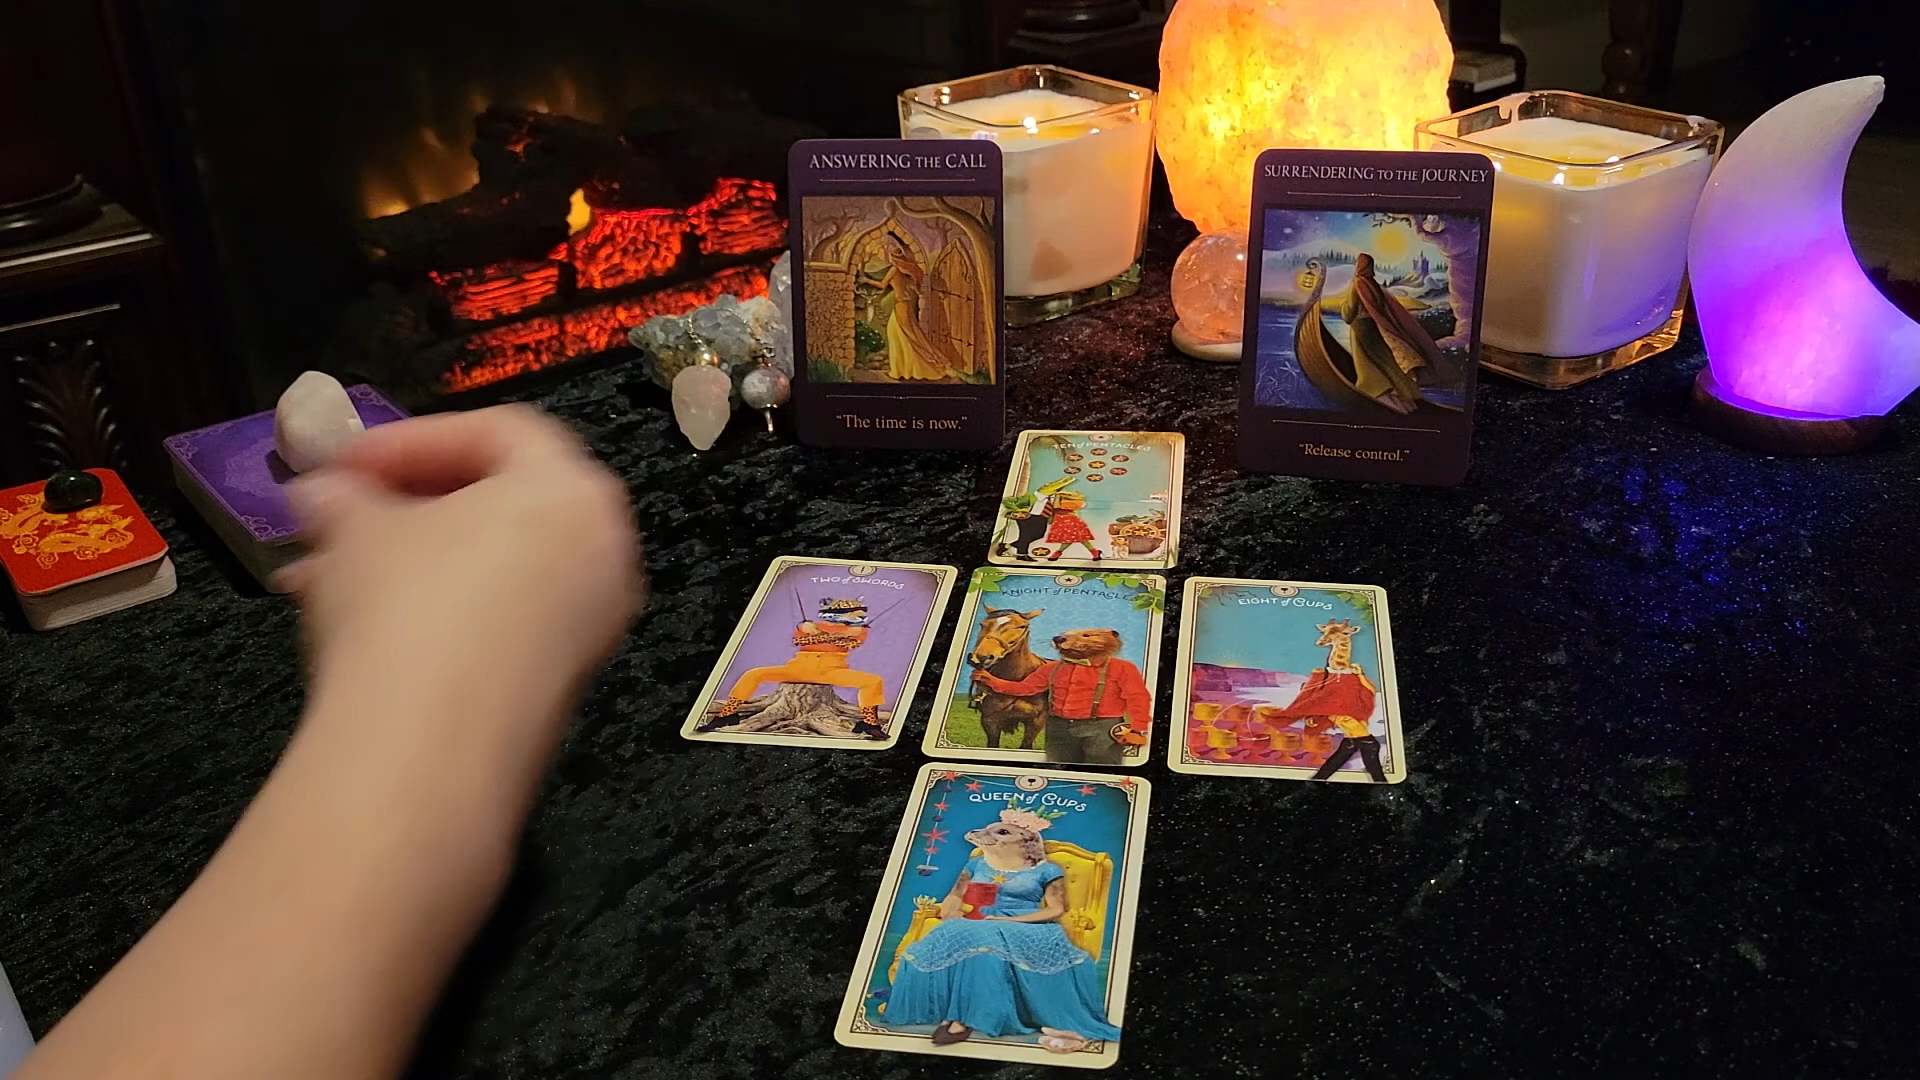 ANSWERING THE CALL
"The time is now."
SURRENDERING TO THE JOURNEY
"Release control."
TEN of PENTACLES
TWO of SWORDS
KNIGHT of PENTACLES
EIGHT of CUPS
QUEEN of CUPS